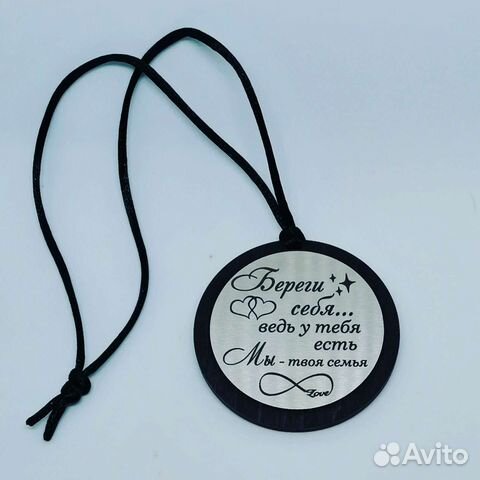 Береги
себя...
ведь у тебя
есть
Мы - твоя семья
Love
Avito